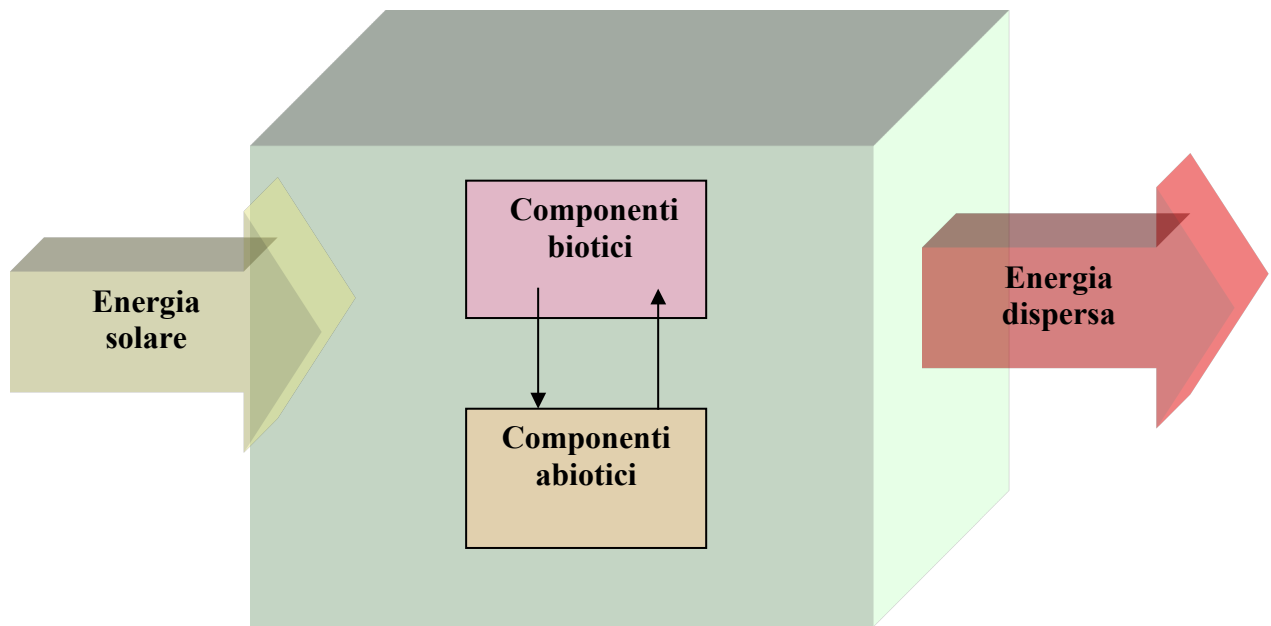 Componenti
biotici
Energia
solare
Energia
dispersa
Componenti
abiotici